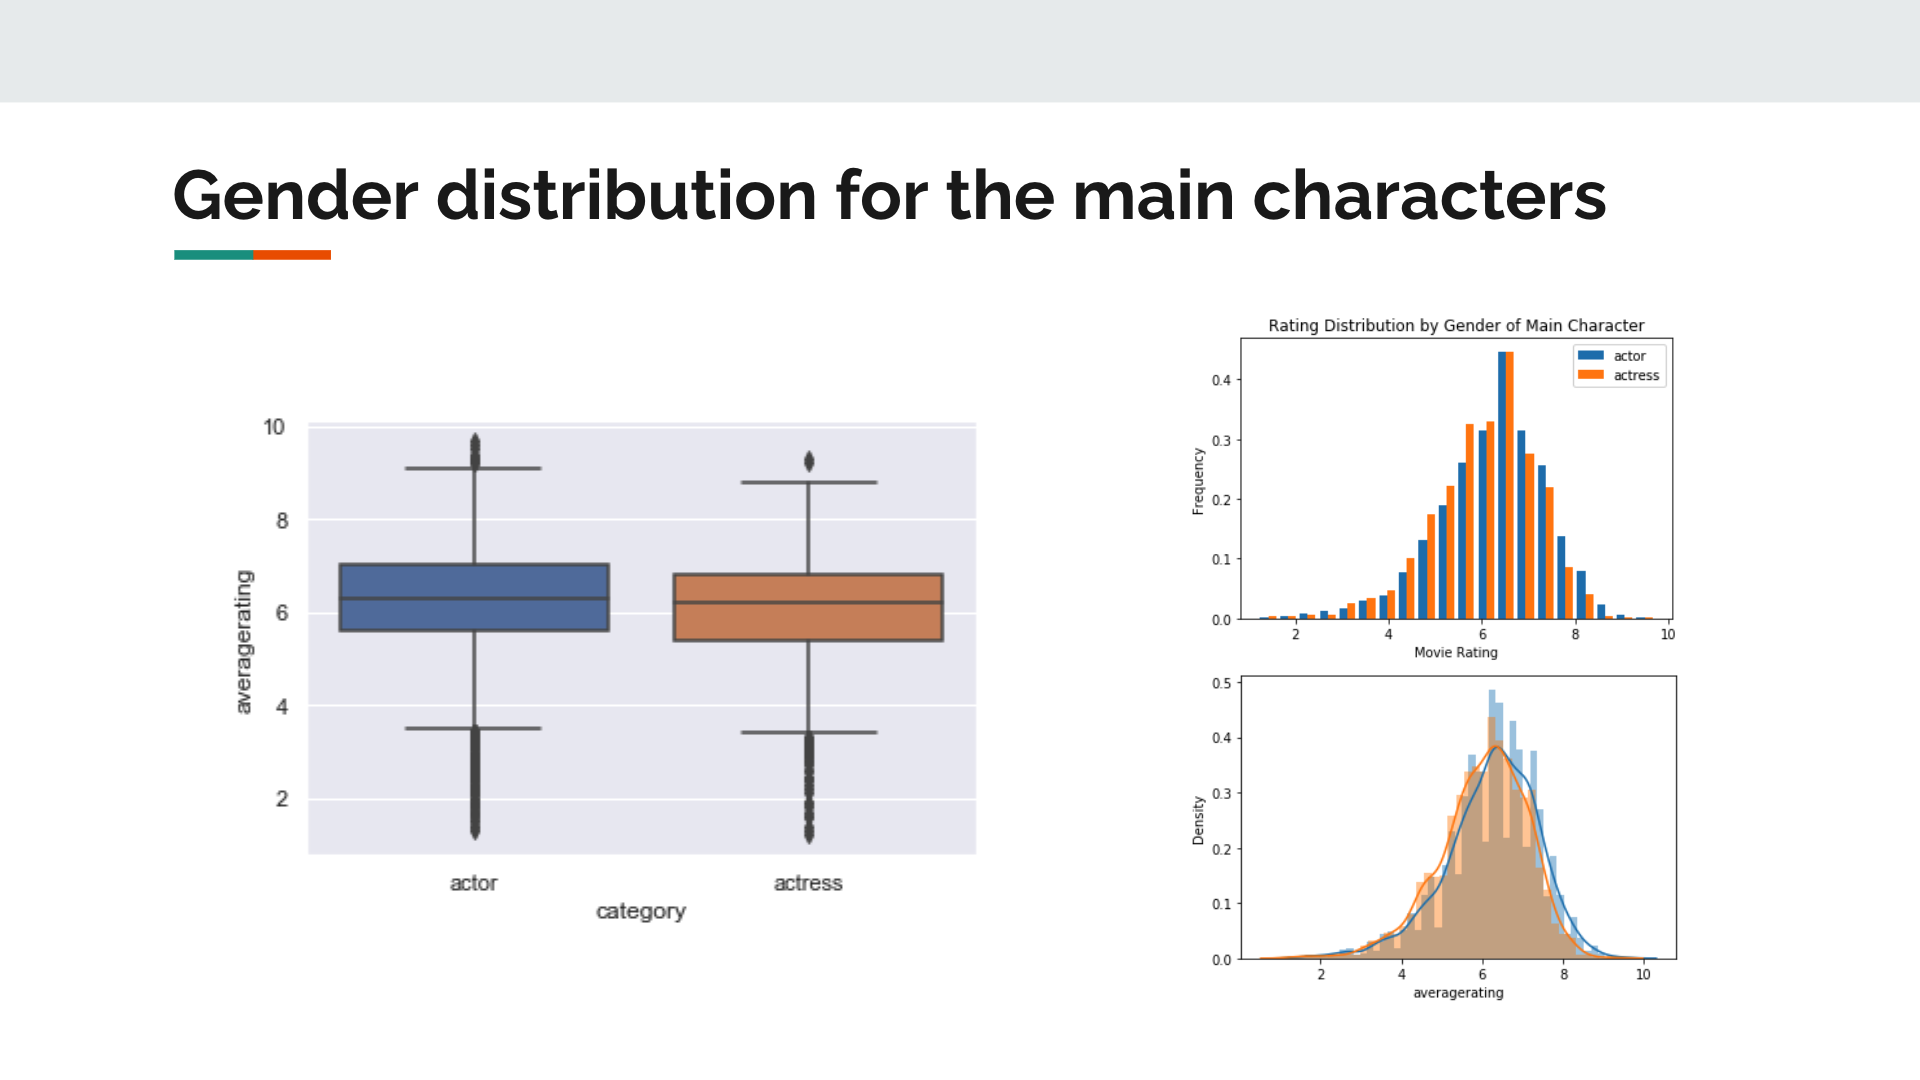 Gender distribution for the main characters
10
8
6
4
2
averagerating
actor
actress
category
Rating Distribution by Gender of Main Character
actor
actress
0.4
0.3
0.2
0.1
0.0
Frequency
2 4 6 8 10
Movie Rating
0.5
0.4
0.3
0.2
0.1
0.0
Density
2 4 6 8 10
averagerating